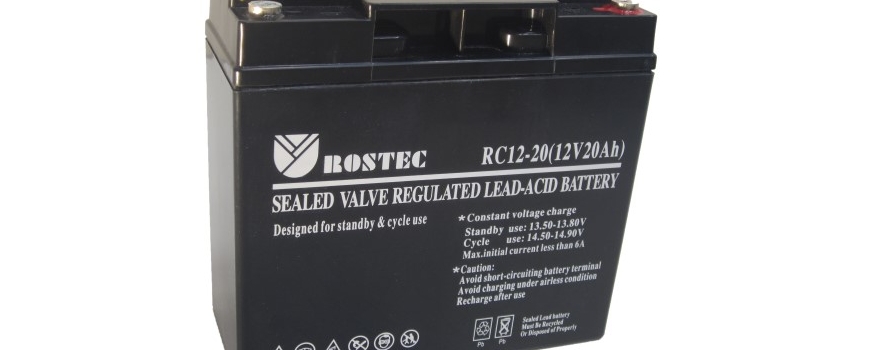 ROSTEC RC12-20(12V20Ah)
SEALED VALVE REGULATED LEAD-ACID BATTERY
Designed for standby & cycle use
*Constant voltage charge
Standby use: 13.50-13.80V
Cycle use: 14.50-14.90V
Max.initial current less than 6A
*Caution:
Avoid short-circuiting battery terminal
Avoid charging under airless condition
Recharge after use
Pb Pb
Sealed Lead battery
Must Be Recycled
Or Disposed of Properly